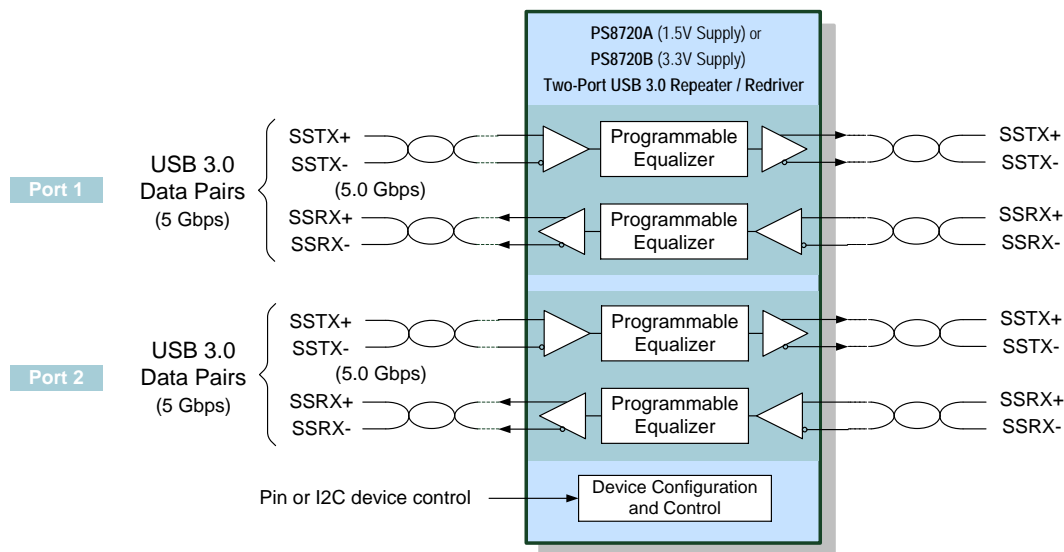 PS8720A (1.5V Supply) or
PS8720B (3.3V Supply)
Two-Port USB 3.0 Repeater / Redriver
Port 1
USB 3.0
Data Pairs
(5 Gbps)
SSTX+
SSTX-
(5.0 Gbps)
SSRX+
SSRX-
Programmable
Equalizer
Programmable
Equalizer
SSTX+
SSTX-
SSRX+
SSRX-
Port 2
USB 3.0
Data Pairs
(5 Gbps)
SSTX+
SSTX-
(5.0 Gbps)
SSRX+
SSRX-
Programmable
Equalizer
Programmable
Equalizer
SSTX+
SSTX-
SSRX+
SSRX-
Pin or I2C device control
Device Configuration
and Control